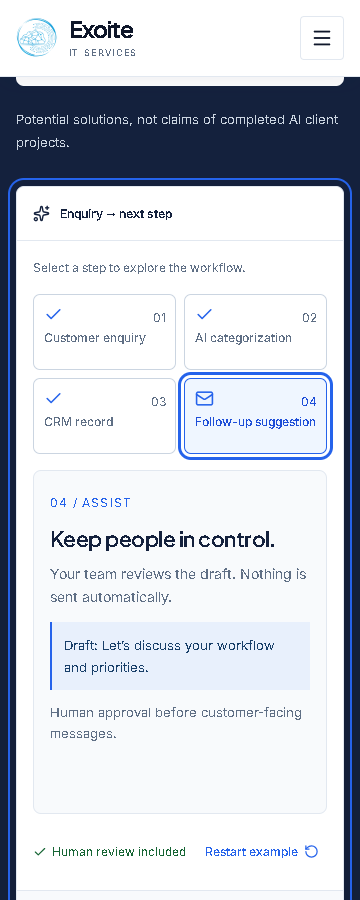 Exoite
IT SERVICES
Potential solutions, not claims of completed AI client
projects.
Enquiry → next step
Select a step to explore the workflow.
01
Customer enquiry
02
AI categorization
03
CRM record
04
Follow-up suggestion
04 / ASSIST
Keep people in control.
Your team reviews the draft. Nothing is
sent automatically.
Draft: Let's discuss your workflow
and priorities.
Human approval before customer-facing
messages.
Human review included
Restart example